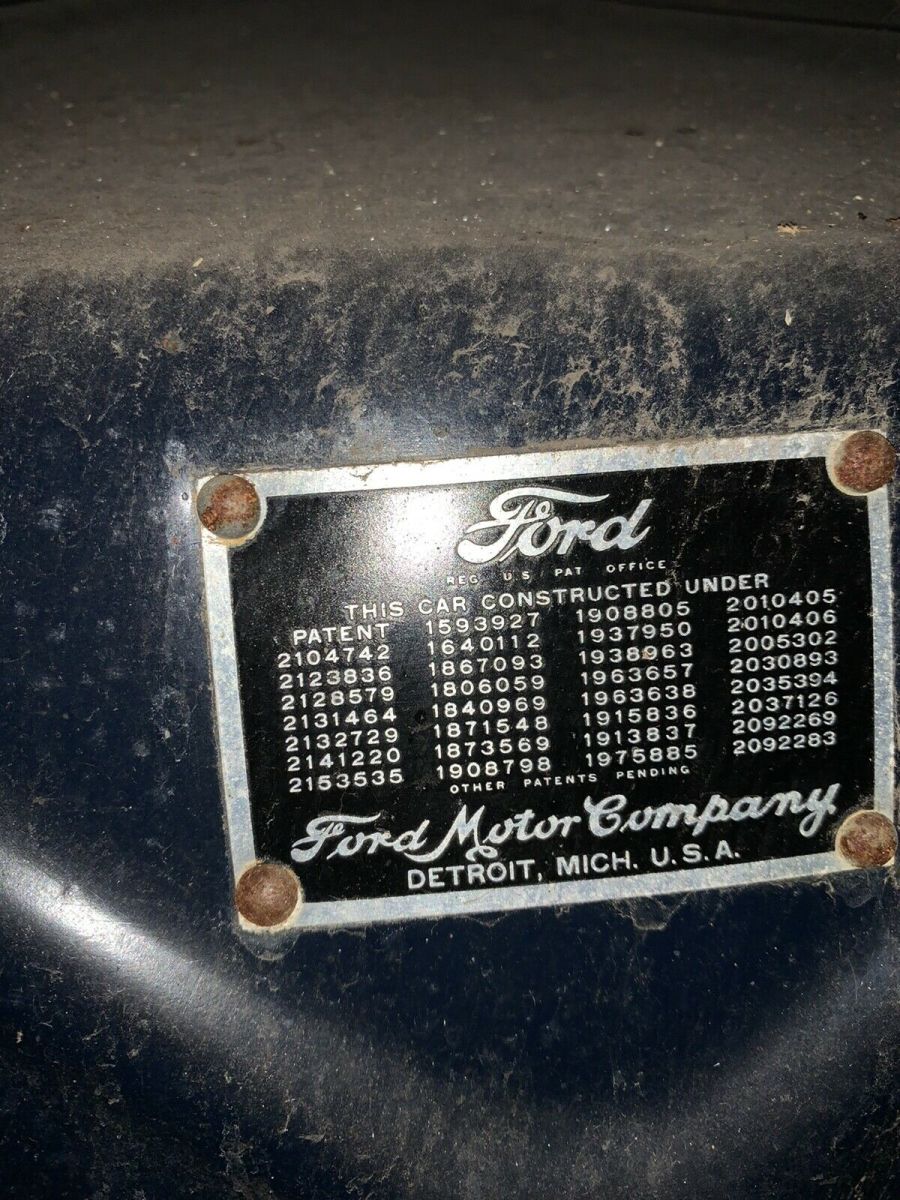 Ford
REG U.S. PAT OFFICE
THIS CAR CONSTRUCTED UNDER
PATENT 1593927 1908805 2010405
2104742 1640112 1937950 2010406
2123836 1867093 1938963 2005302
2128579 1806059 1963657 2030893
2131464 1840969 1963638 2035394
2132729 1871548 1915836 2037126
2141220 1873569 1913837 2092269
2153535 1908798 1975885 2092283
OTHER PATENTS PENDING
Ford Motor Company
DETROIT, MICH. U.S.A.